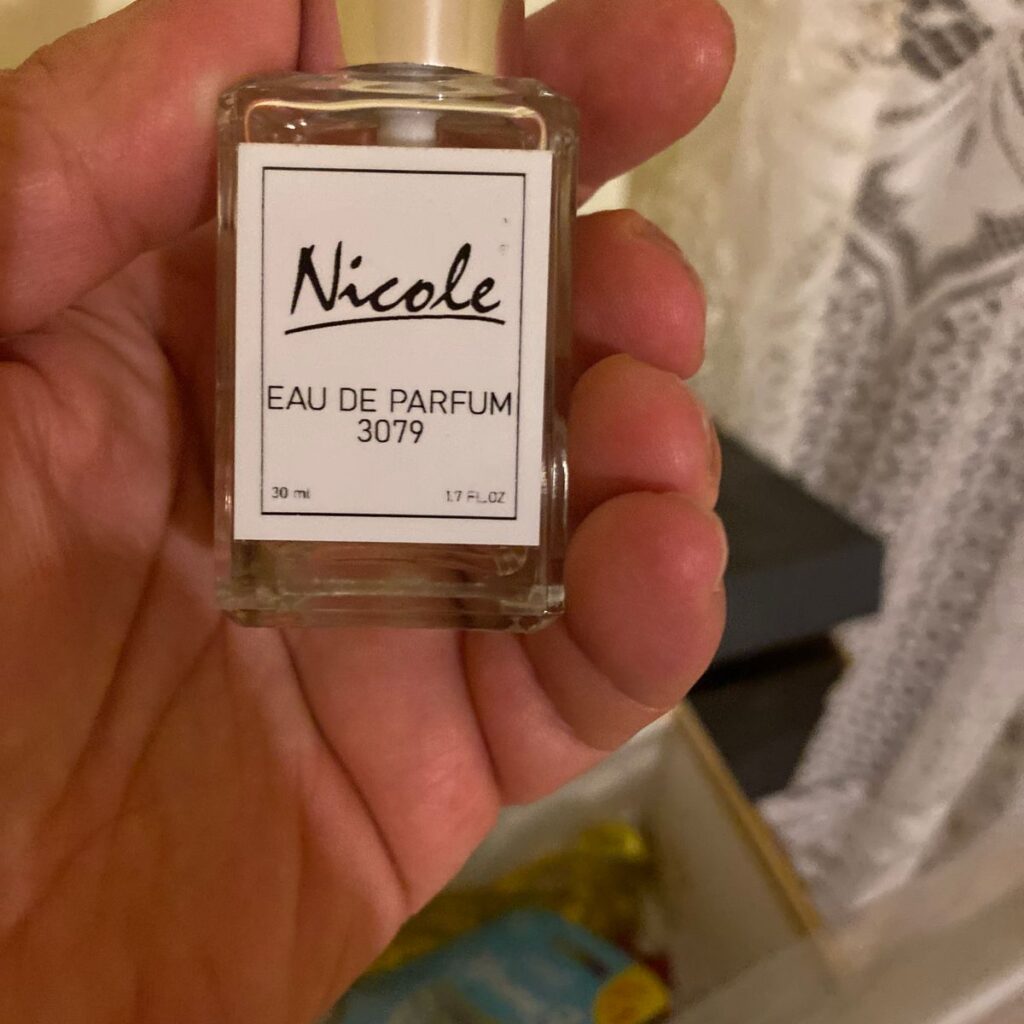 Nicole
EAU DE PARFUM
3079
30 ml 1.7 FL.OZ